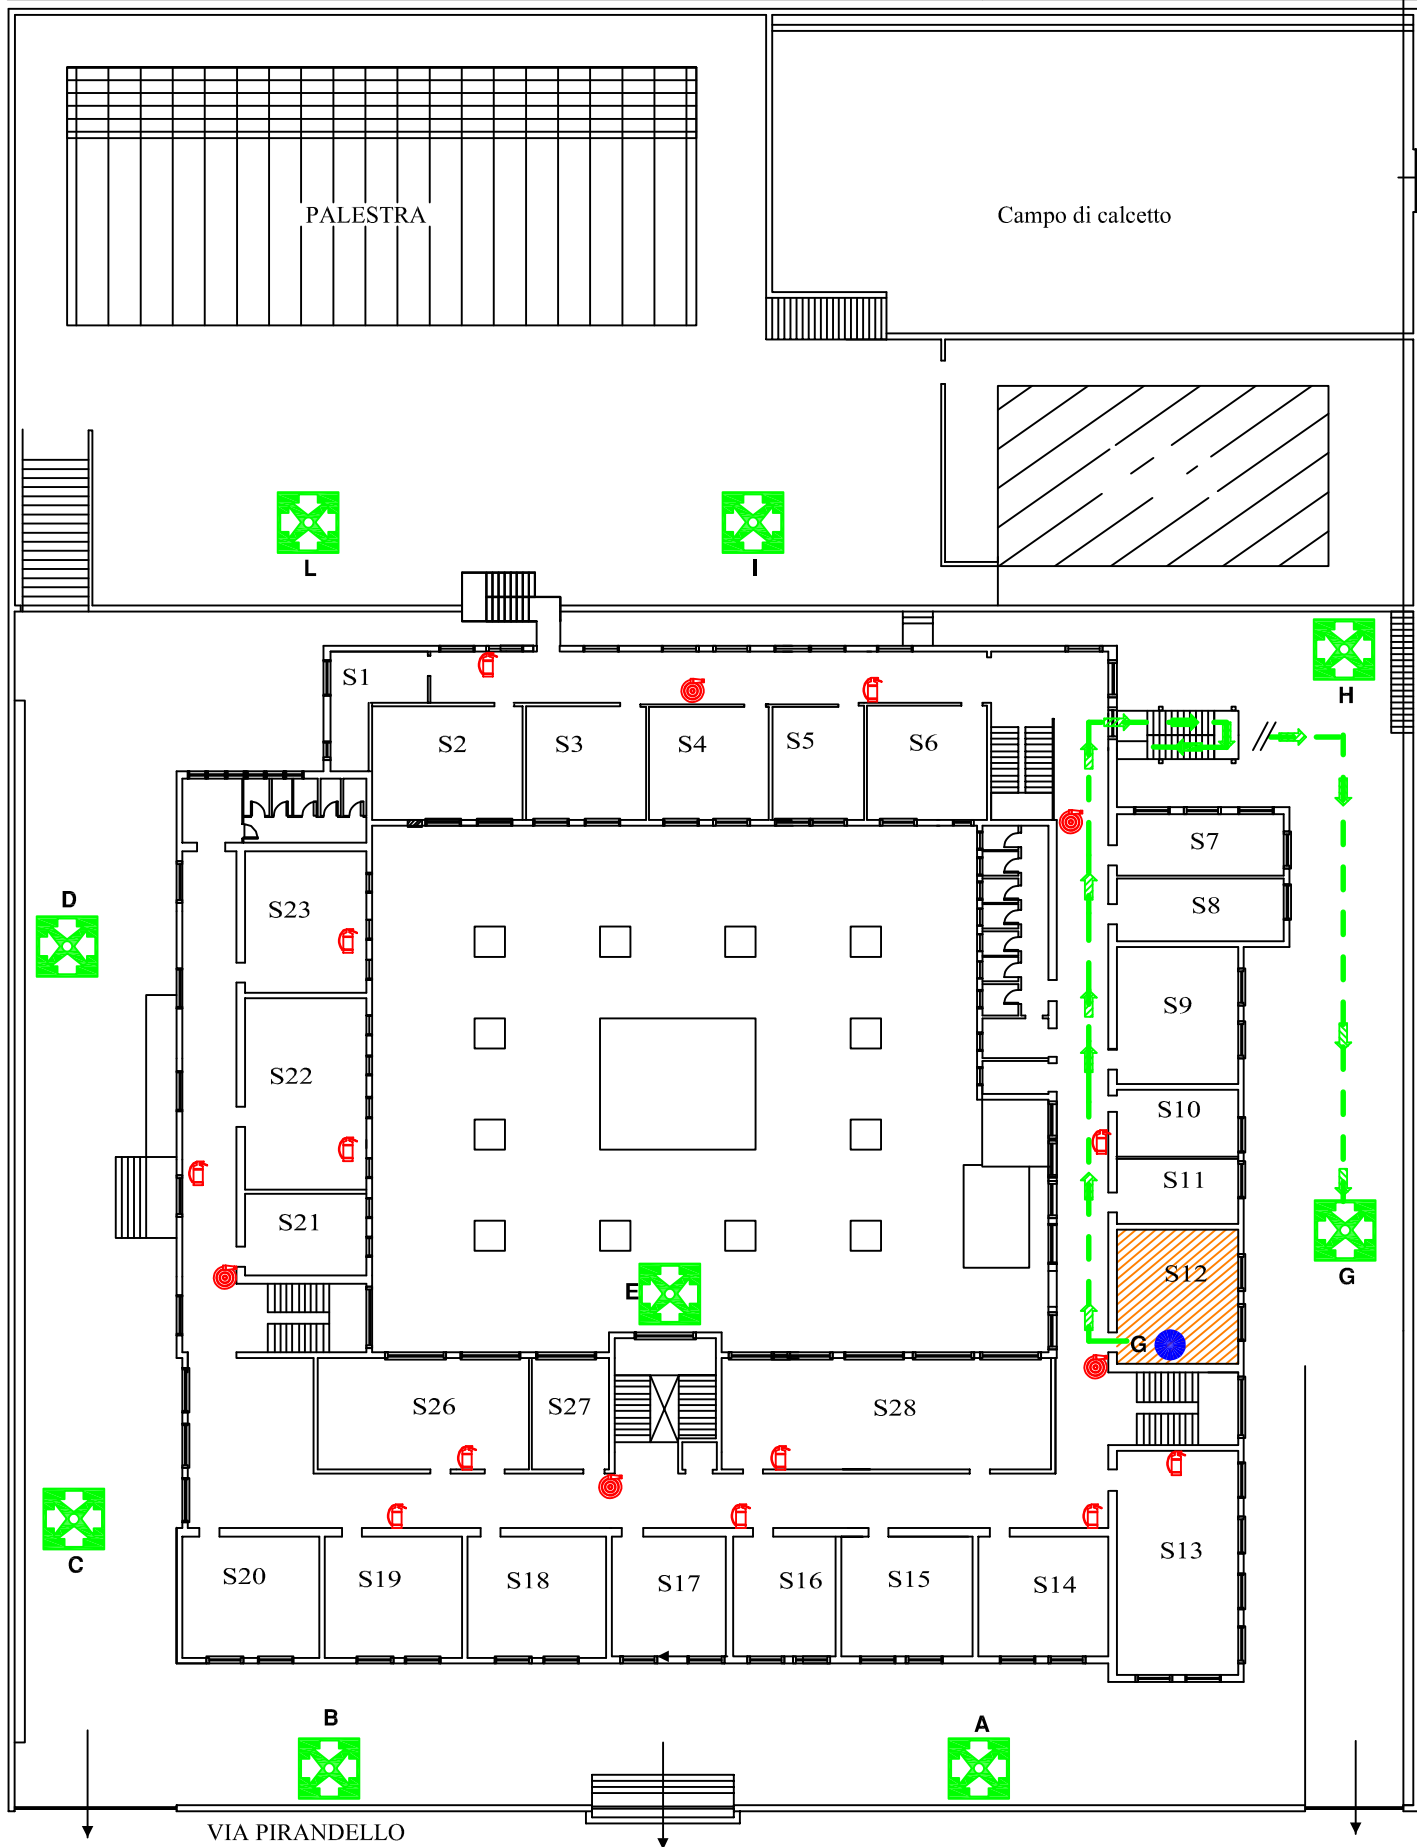 PALESTRA
Campo di calcetto
L
I
H
S1
S2
S3
S4
S5
S6
S7
S8
D
S23
S9
S22
S10
S11
S21
S12
E
G
G
S26
S27
S28
S13
C
S20
S19
S18
S17
S16
S15
S14
B
A
VIA PIRANDELLO